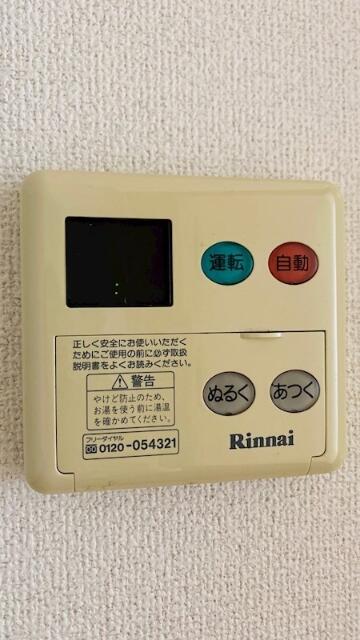 運転
自動
正しく安全にお使いいただく
ためにご使用の前に必ず取扱
説明書をよくお読みください。
警告
やけど防止のため、
お湯を使う前に湯温
を確かめてください。
フリーダイヤル
0120-054321
ぬるく
あつく
Rinnai